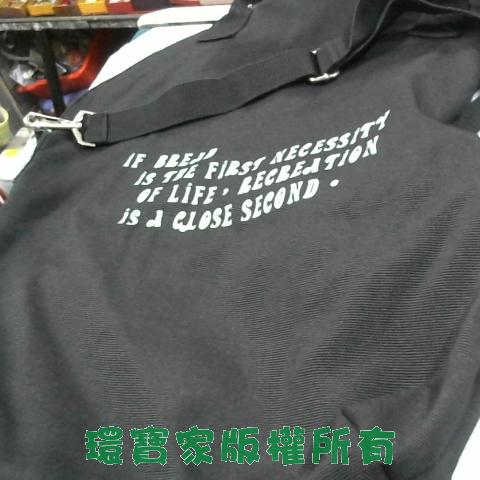 IF BREAD
IS THE FIRST NECESSITY
OF LiFE, RECREATiON
iS A CLOSE SECOND.
環寶家版權所有